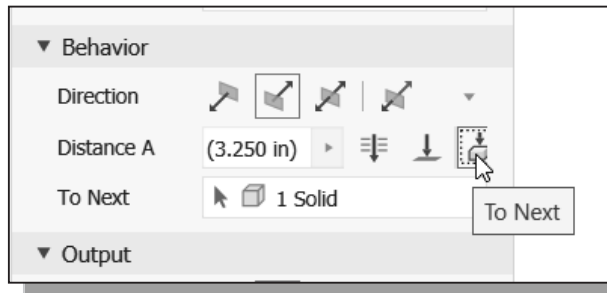 Behavior
Direction
Distance A (3.250 in)
To Next 1 Solid
To Next
Output